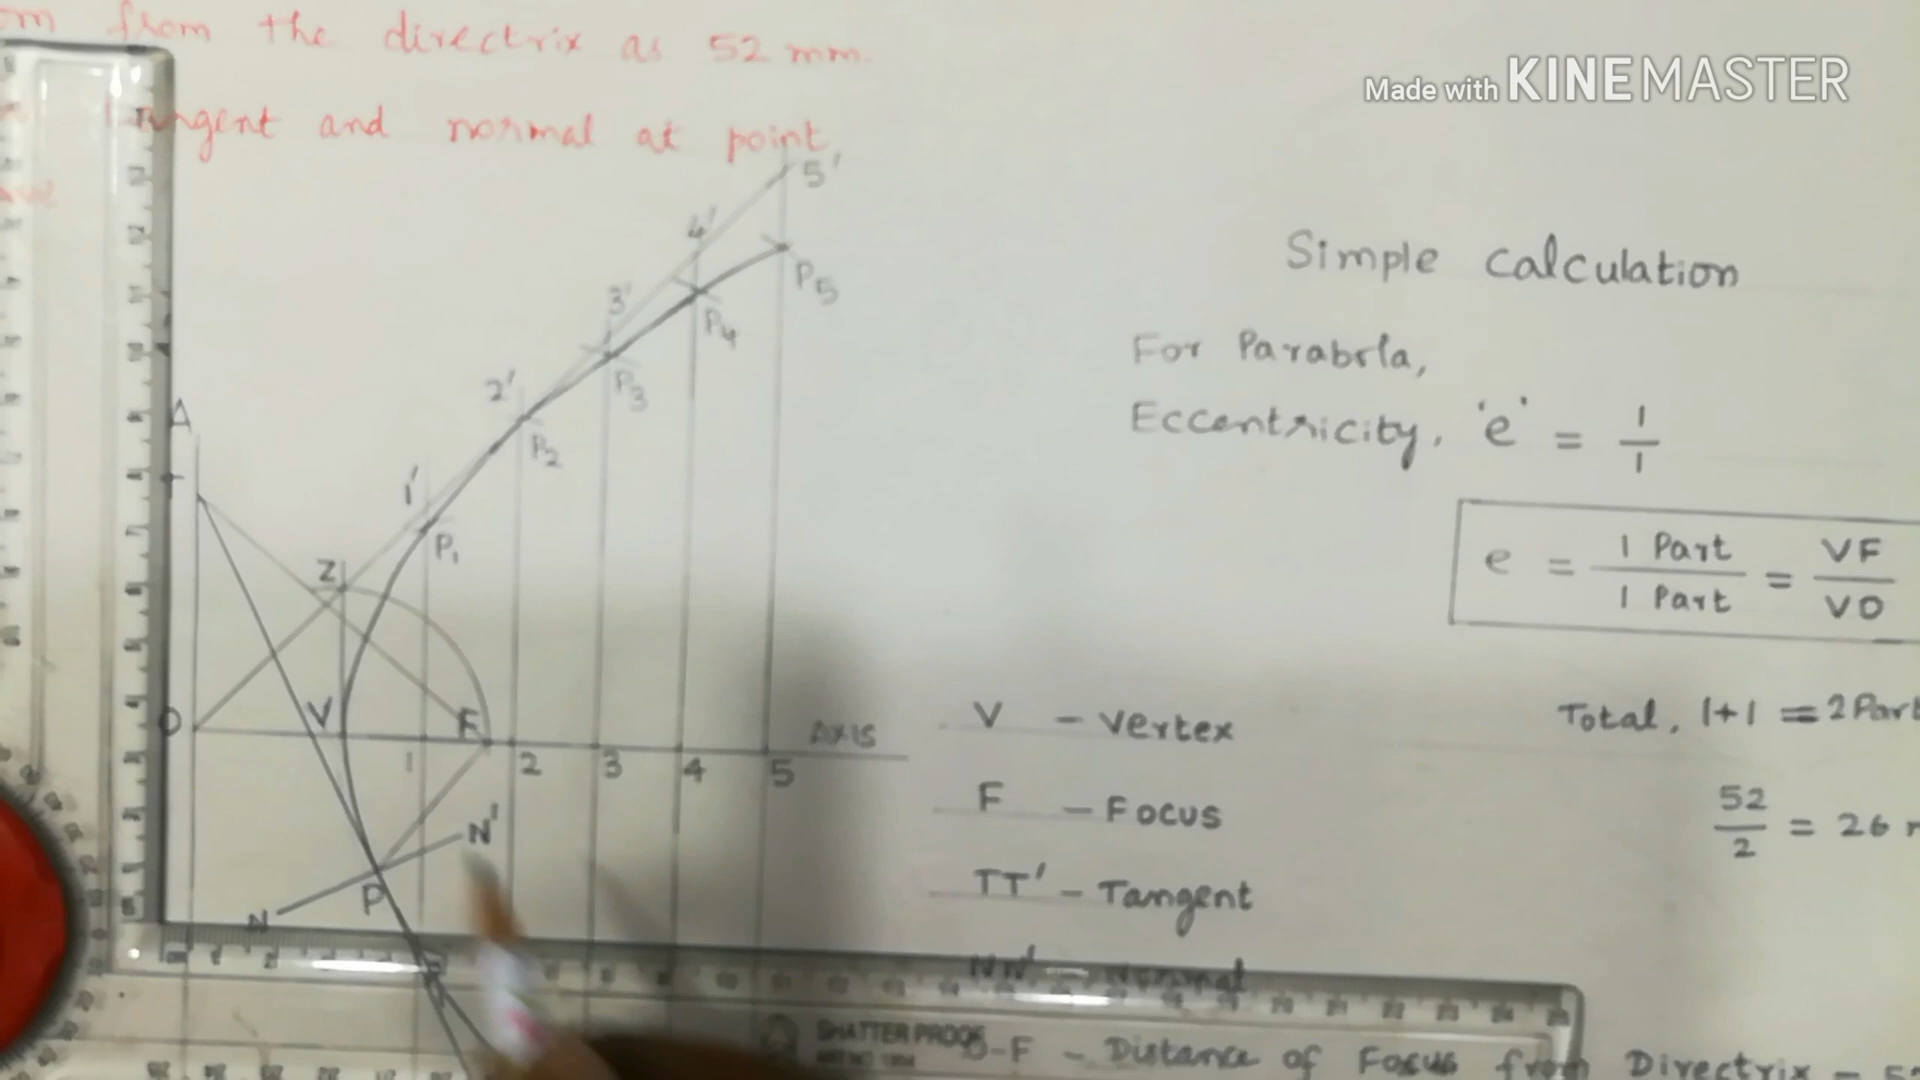 om from the directrix as 52 mm.
Tangent and normal at point
Made with KINEMASTER
5'
4'
P5
3'
P4
2'
P3
A
P2
T
1'
P1
Z
O
V
F
AXIS
1 2 3 4 5
N'
P
N
Simple calculation
For Parabola,
Eccentricity, 'e' = 1/1
e = 1 Part / 1 Part = VF / VO
V - Vertex
Total, 1+1 = 2 Part
F - Focus
52/2 = 26
TT' - Tangent
NN' - Normal
SHATTER PROOF
-F - Distance of Focus from Directrix -